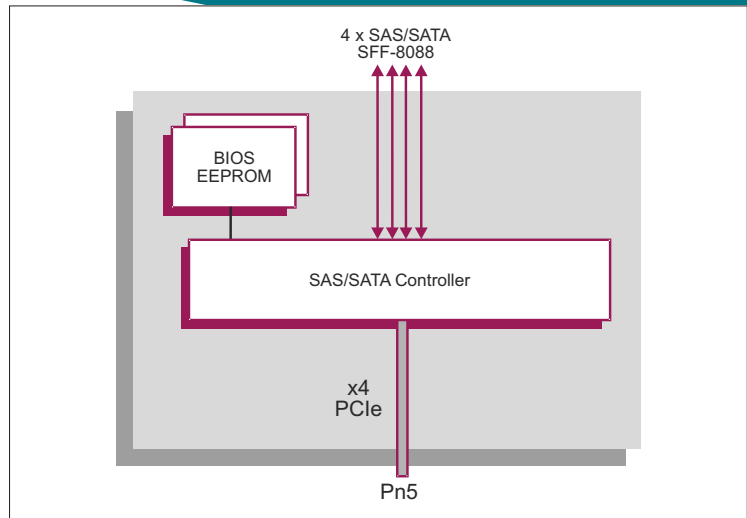 4 x SAS/SATA
SFF-8088
BIOS
EEPROM
SAS/SATA Controller
x4
PCIe
Pn5